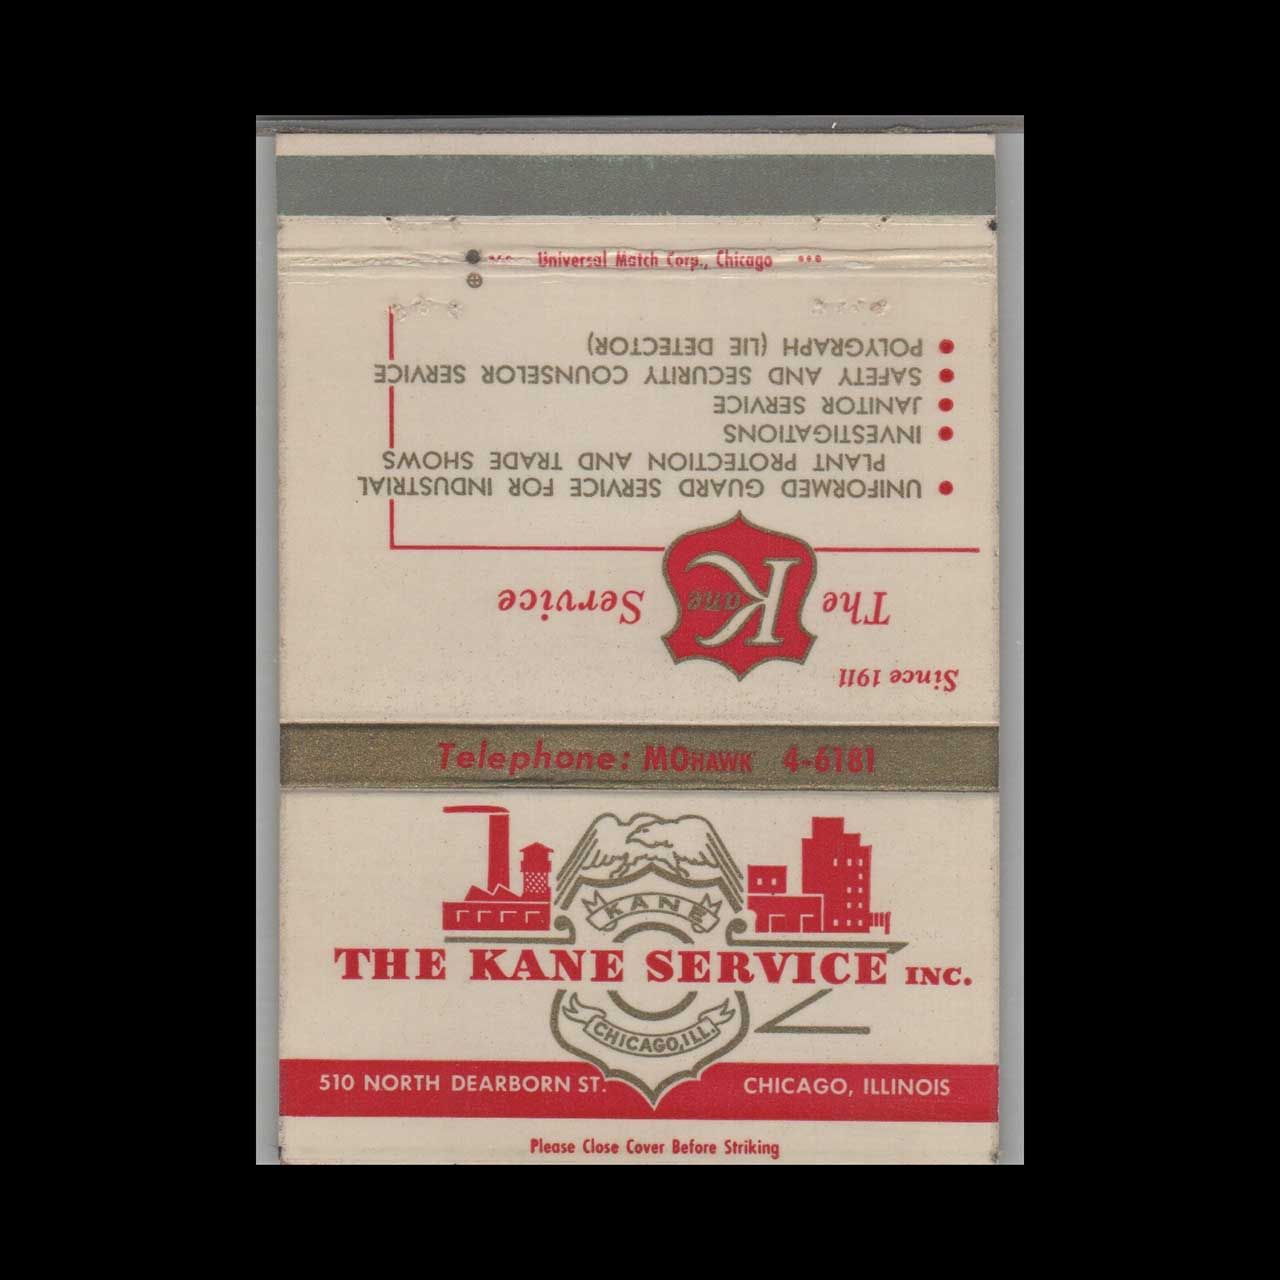 Universal Match Corp., Chicago
Since 1911
The Kane Service
• UNIFORMED GUARD SERVICE FOR INDUSTRIAL
PLANT PROTECTION AND TRADE SHOWS
• INVESTIGATIONS
• JANITOR SERVICE
• SAFETY AND SECURITY COUNSELOR SERVICE
• POLYGRAPH (LIE DETECTOR)
Telephone: MOHAWK 4-6181
KANE
THE KANE SERVICE INC.
CHICAGO, ILL.
510 NORTH DEARBORN ST. CHICAGO, ILLINOIS
Please Close Cover Before Striking